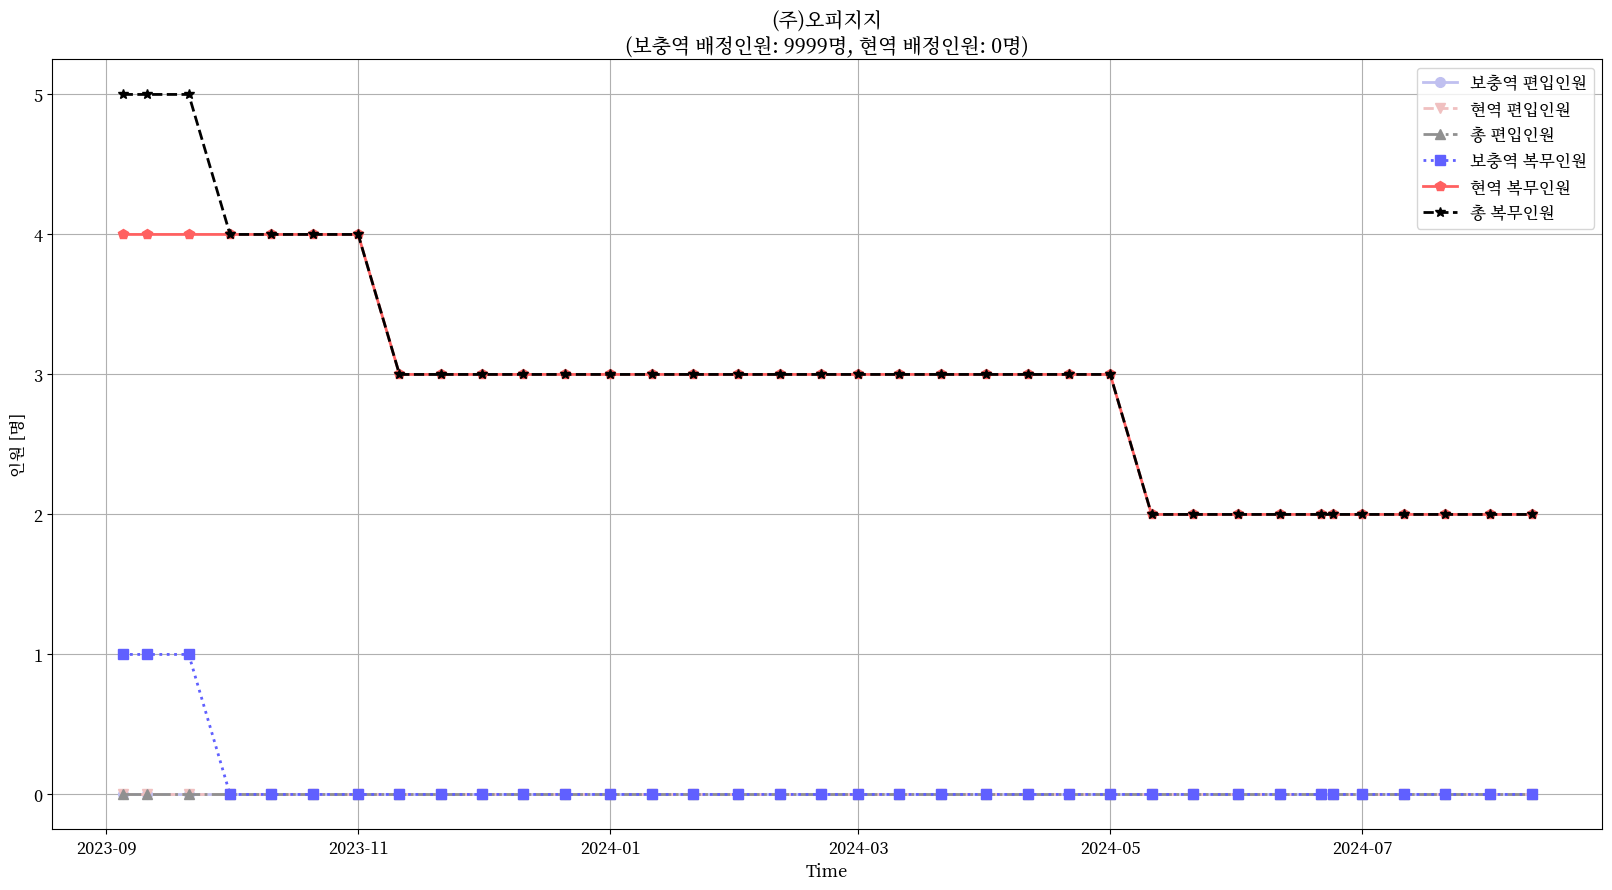 (주)오피지지
(보충역 배정인원: 9999명, 현역 배정인원: 0명)
보충역 편입인원
현역 편입인원
총 편입인원
보충역 복무인원
현역 복무인원
총 복무인원
인원 [명]
5
4
3
2
1
0
2023-09
2023-11
2024-01
2024-03
2024-05
2024-07
Time